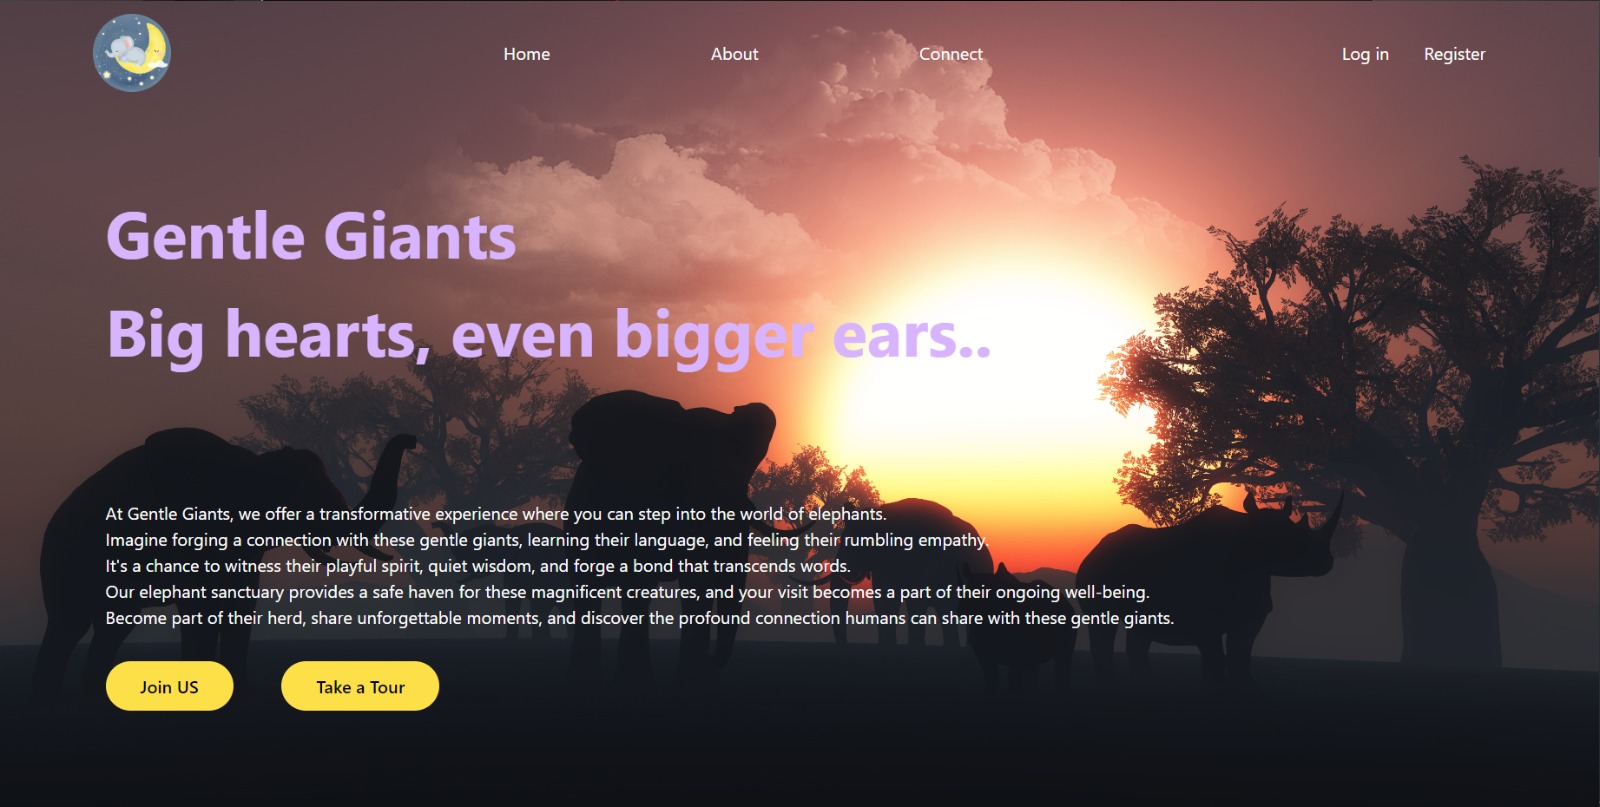 Home
About
Connect
Log in
Register
Gentle Giants
Big hearts, even bigger ears..
At Gentle Giants, we offer a transformative experience where you can step into the world of elephants.
Imagine forging a connection with these gentle giants, learning their language, and feeling their rumbling empathy.
It's a chance to witness their playful spirit, quiet wisdom, and forge a bond that transcends words.
Our elephant sanctuary provides a safe haven for these magnificent creatures, and your visit becomes a part of their ongoing well-being.
Become part of their herd, share unforgettable moments, and discover the profound connection humans can share with these gentle giants.
Join US
Take a Tour